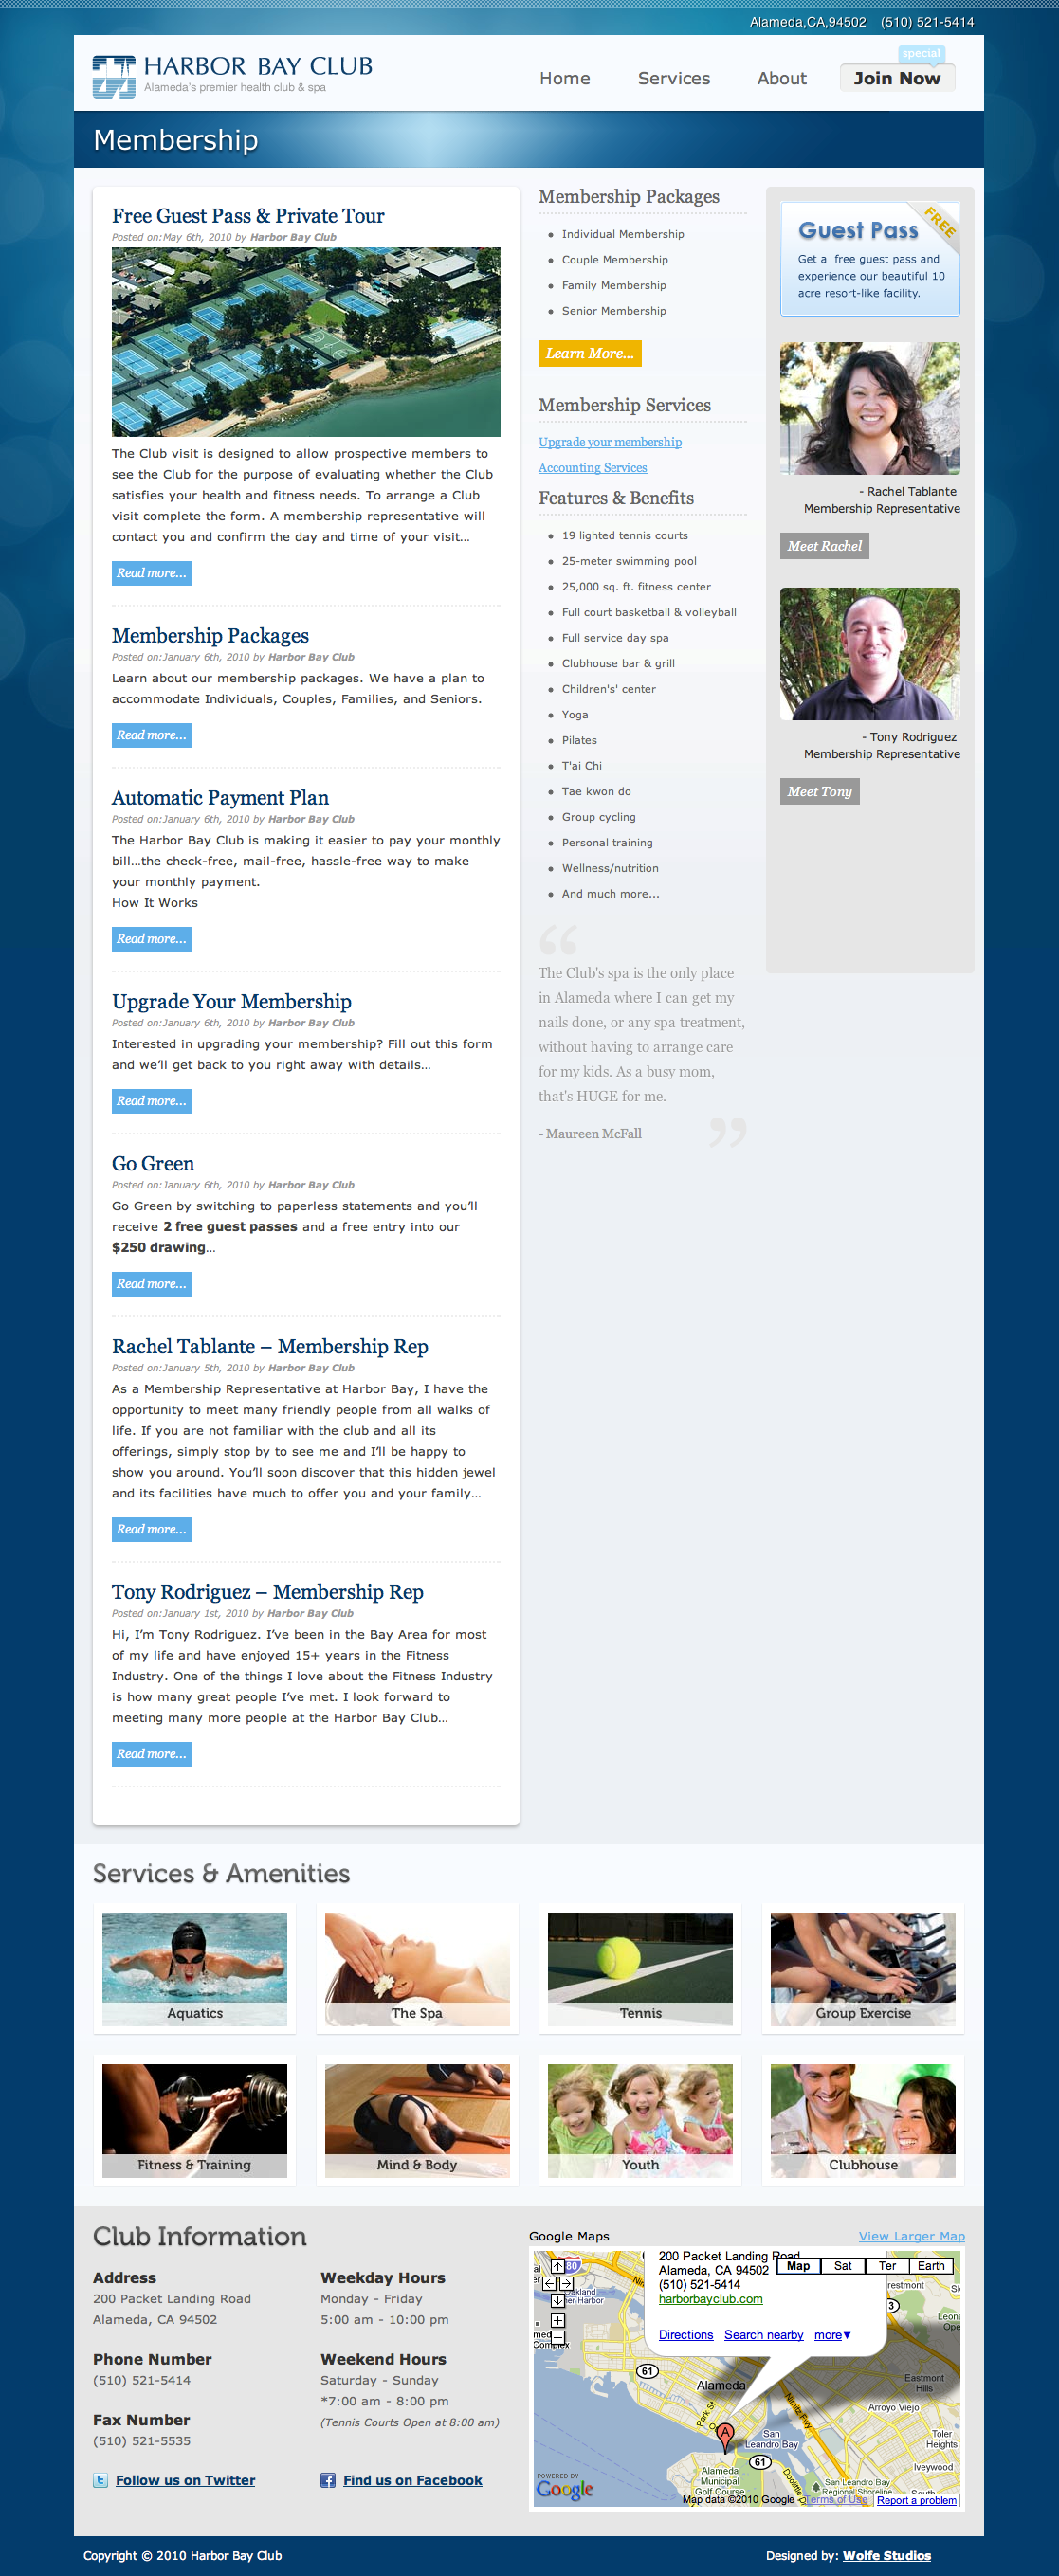 Alameda,CA,94502 (510) 521-5414
HARBOR BAY CLUB
Alameda's premier health club & spa
Home Services About special Join Now
Membership
Free Guest Pass & Private Tour
Posted on:May 6th, 2010 by Harbor Bay Club
The Club visit is designed to allow prospective members to
see the Club for the purpose of evaluating whether the Club
satisfies your health and fitness needs. To arrange a Club
visit complete the form. A membership representative will
contact you and confirm the day and time of your visit...
Read more...
Membership Packages
Posted on:January 6th, 2010 by Harbor Bay Club
Learn about our membership packages. We have a plan to
accommodate Individuals, Couples, Families, and Seniors.
Read more...
Automatic Payment Plan
Posted on:January 6th, 2010 by Harbor Bay Club
The Harbor Bay Club is making it easier to pay your monthly
bill...the check-free, mail-free, hassle-free way to make
your monthly payment.
How It Works
Read more...
Upgrade Your Membership
Posted on:January 6th, 2010 by Harbor Bay Club
Interested in upgrading your membership? Fill out this form
and we'll get back to you right away with details...
Read more...
Go Green
Posted on:January 6th, 2010 by Harbor Bay Club
Go Green by switching to paperless statements and you'll
receive 2 free guest passes and a free entry into our
$250 drawing...
Read more...
Rachel Tablante – Membership Rep
Posted on:January 5th, 2010 by Harbor Bay Club
As a Membership Representative at Harbor Bay, I have the
opportunity to meet many friendly people from all walks of
life. If you are not familiar with the club and all its
offerings, simply stop by to see me and I'll be happy to
show you around. You'll soon discover that this hidden jewel
and its facilities have much to offer you and your family...
Read more...
Tony Rodriguez – Membership Rep
Posted on:January 1st, 2010 by Harbor Bay Club
Hi, I'm Tony Rodriguez. I've been in the Bay Area for most
of my life and have enjoyed 15+ years in the Fitness
Industry. One of the things I love about the Fitness Industry
is how many great people I've met. I look forward to
meeting many more people at the Harbor Bay Club...
Read more...
Membership Packages
Individual Membership
Couple Membership
Family Membership
Senior Membership
Learn More...
Membership Services
Upgrade your membership
Accounting Services
Features & Benefits
19 lighted tennis courts
25-meter swimming pool
25,000 sq. ft. fitness center
Full court basketball & volleyball
Full service day spa
Clubhouse bar & grill
Children's' center
Yoga
Pilates
T'ai Chi
Tae kwon do
Group cycling
Personal training
Wellness/nutrition
And much more...
“
The Club's spa is the only place
in Alameda where I can get my
nails done, or any spa treatment,
without having to arrange care
for my kids. As a busy mom,
that's HUGE for me.
- Maureen McFall ”
Guest Pass FREE
Get a free guest pass and
experience our beautiful 10
acre resort-like facility.
- Rachel Tablante
Membership Representative
Meet Rachel
- Tony Rodriguez
Membership Representative
Meet Tony
Services & Amenities
Aquatics The Spa Tennis Group Exercise
Fitness & Training Mind & Body Youth Clubhouse
Club Information
Address
200 Packet Landing Road
Alameda, CA 94502
Phone Number
(510) 521-5414
Fax Number
(510) 521-5535
Follow us on Twitter
Weekday Hours
Monday - Friday
5:00 am - 10:00 pm
Weekend Hours
Saturday - Sunday
*7:00 am - 8:00 pm
(Tennis Courts Open at 8:00 am)
Find us on Facebook
Google Maps View Larger Map
200 Packet Landing Road
Alameda, CA 94502
(510) 521-5414
harborbayclub.com
Directions Search nearby more▼
Map Sat Ter Earth
80
61
Alameda
Park St
Nimitz Fwy
A
San
Leandro Bay
61
Eastmont
Hills
Arroyo Viejo
Toler
Heights
Iveywood
Alameda
Municipal
Golf Course
Doolittle
San Leandro Bay
Regional Shoreline
POWERED BY
Google
Map data ©2010 Google - Terms of Use Report a problem
Copyright © 2010 Harbor Bay Club
Designed by: Wolfe Studios